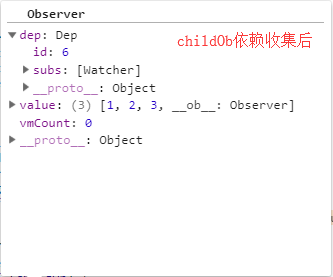 Observer
dep: Dep
childOb依赖收集后
id: 6
subs: [Watcher]
__proto__: Object
value: (3) [1, 2, 3, __ob__: Observer]
vmCount: 0
__proto__: Object